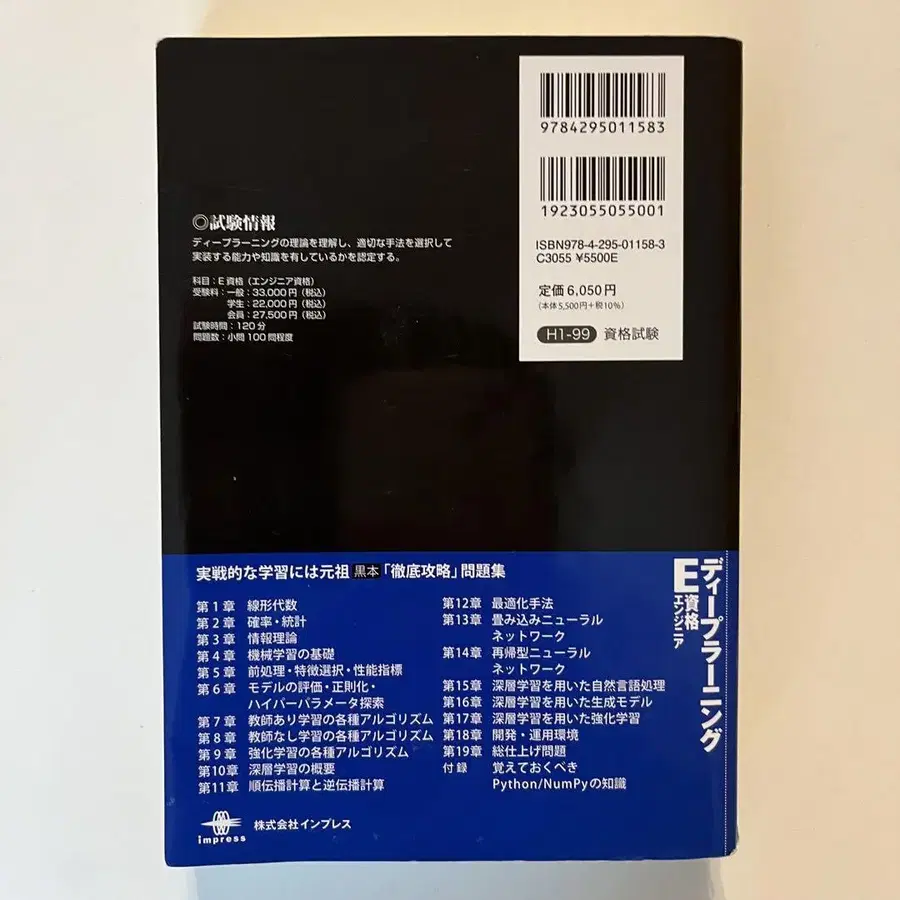 9784295011583
1923055055001
ISBN978-4-295-01158-3
C3055 ¥5500E
定価6,050円
(本体5,500円+税10%)
H1-99 資格試験
◎試験情報
ディープラーニングの理論を理解し、適切な手法を選択して
実装する能力や知識を有しているかを認定する。
科目:E資格(エンジニア資格)
受験料:一般:33,000円(税込)
学生:22,000円(税込)
会員:27,500円(税込)
試験時間:120分
問題数:小問100問程度
実戦的な学習には元祖 黒本「徹底攻略」問題集
第1章 線形代数
第2章 確率・統計
第3章 情報理論
第4章 機械学習の基礎
第5章 前処理・特徴選択・性能指標
第6章 モデルの評価・正則化・
ハイパーパラメータ探索
第7章 教師あり学習の各種アルゴリズム
第8章 教師なし学習の各種アルゴリズム
第9章 強化学習の各種アルゴリズム
第10章 深層学習の概要
第11章 順伝播計算と逆伝播計算
第12章 最適化手法
第13章 畳み込みニューラル
ネットワーク
第14章 再帰型ニューラル
ネットワーク
第15章 深層学習を用いた自然言語処理
第16章 深層学習を用いた生成モデル
第17章 深層学習を用いた強化学習
第18章 開発・運用環境
第19章 総仕上げ問題
付録 覚えておくべき
Python/NumPyの知識
ディープラーニング
E資格
エンジニア
impress
株式会社インプレス